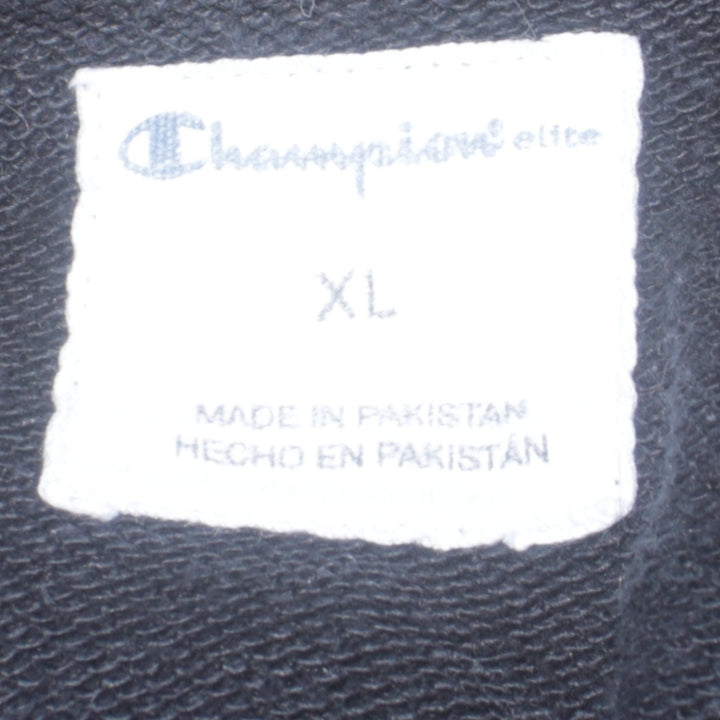 Champion elite
XL
MADE IN PAKISTAN
HECHO EN PAKISTÁN